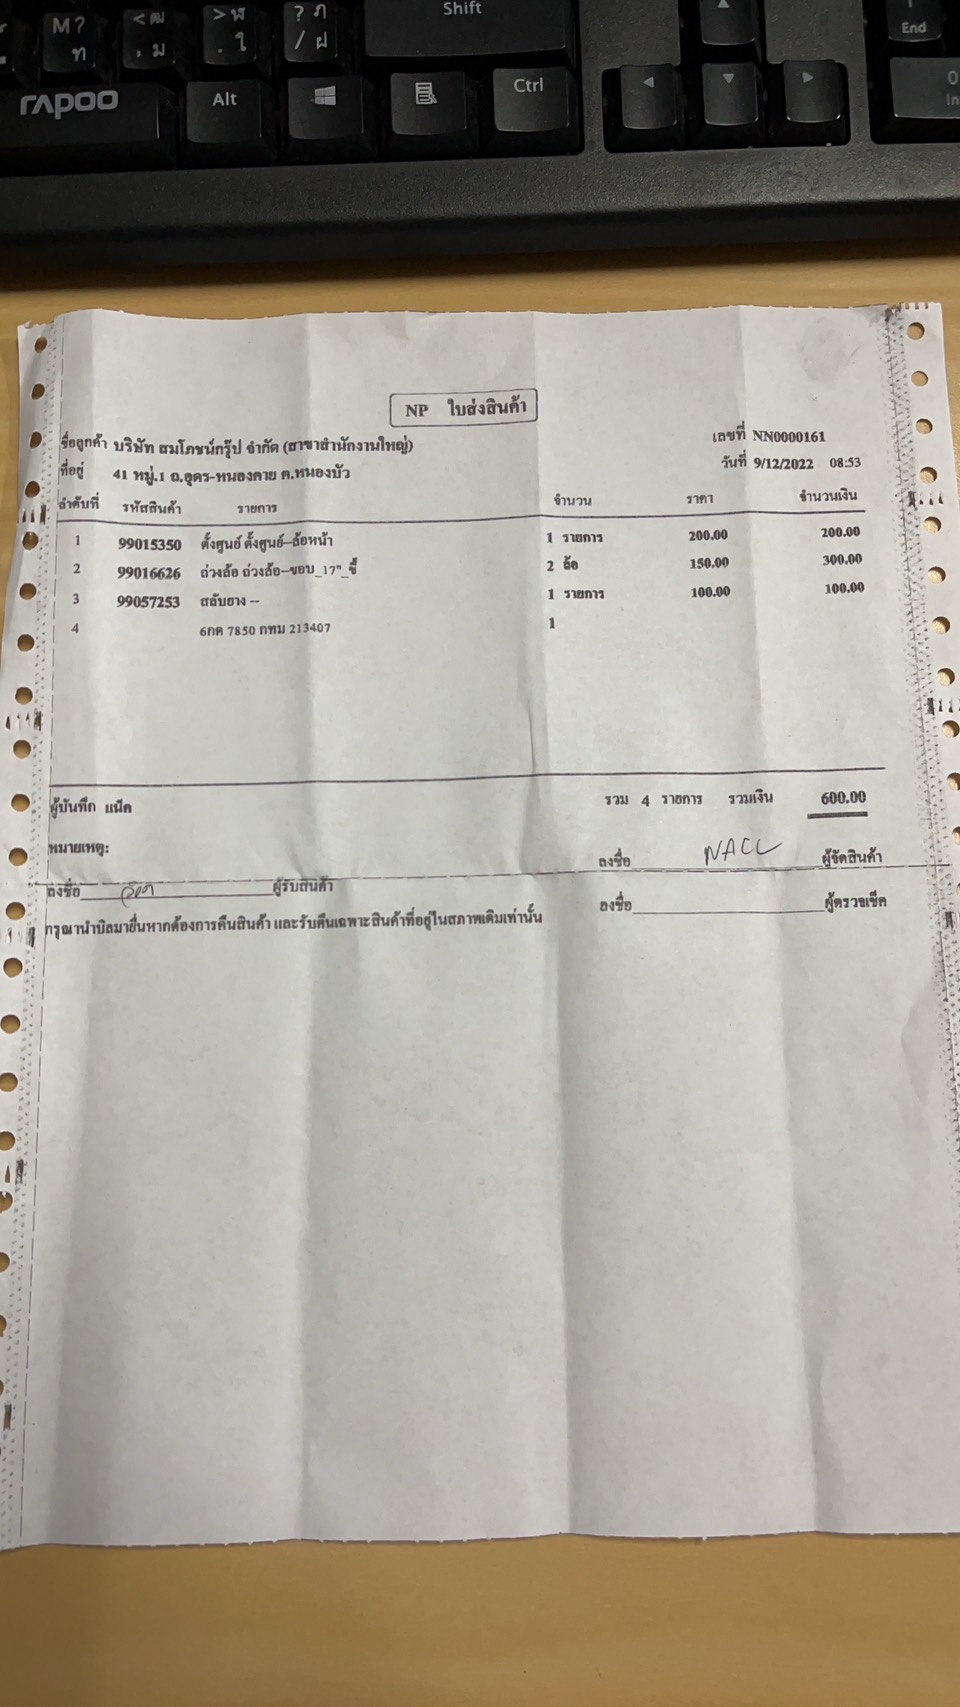 Shift
M ?
ท
< ฒ
, ม
> ฬ
. ใ
? ฦ
/ ฝ
End
rapoo
Alt
Ctrl
0
In
NP ใบส่งสินค้า
ชื่อลูกค้า บริษัท สมโภชน์กรุ๊ป จำกัด (สาขาสำนักงานใหญ่)
เลขที่ NN0000161
ที่อยู่ 41 หมู่.1 ถ.อุดร-หนองคาย ต.หนองบัว
วันที่ 9/12/2022 08:53
ลำดับที่ รหัสสินค้า รายการ จำนวน ราคา จำนวนเงิน
1 99015350 ตั้งศูนย์ ตั้งศูนย์--ล้อหน้า 1 รายการ 200.00 200.00
2 99016626 ถ่วงล้อ ถ่วงล้อ--ขอบ_17"_ขี้ 2 ล้อ 150.00 300.00
3 99057253 สลับยาง -- 1 รายการ 100.00 100.00
4 6กด 7850 กทม 213407 1
ผู้บันทึก แน็ค
รวม 4 รายการ รวมเงิน 600.00
หมายเหตุ:
ลงชื่อ NACL ผู้จัดสินค้า
ลงชื่อ ผู้รับสินค้า
ลงชื่อ ผู้ตรวจเช็ค
กรุณานำบิลมายื่นหากต้องการคืนสินค้า และรับคืนเฉพาะสินค้าที่อยู่ในสภาพเดิมเท่านั้น